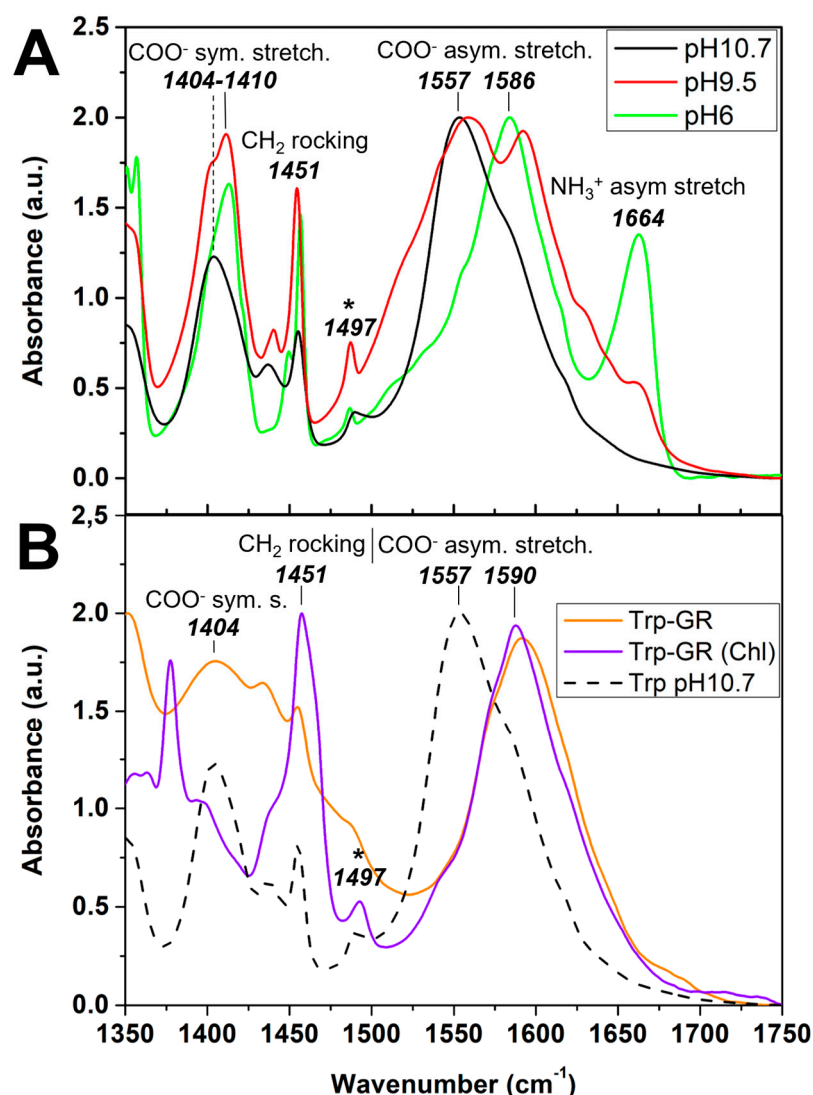 A
COO⁻ sym. stretch.
1404-1410
CH₂ rocking
1451
*
1497
COO⁻ asym. stretch.
1557 1586
NH₃⁺ asym stretch
1664
pH10.7
pH9.5
pH6
2.5
2.0
1.5
1.0
0.5
0.0
Absorbance (a.u.)
B
COO⁻ sym. s.
1404
CH₂ rocking
1451
*
1497
COO⁻ asym. stretch.
1557 1590
Trp-GR
Trp-GR (Chl)
Trp pH10.7
2,5
2.0
1.5
1.0
0.5
0.0
Absorbance (a.u.)
1350 1400 1450 1500 1550 1600 1650 1700 1750
Wavenumber (cm⁻¹)